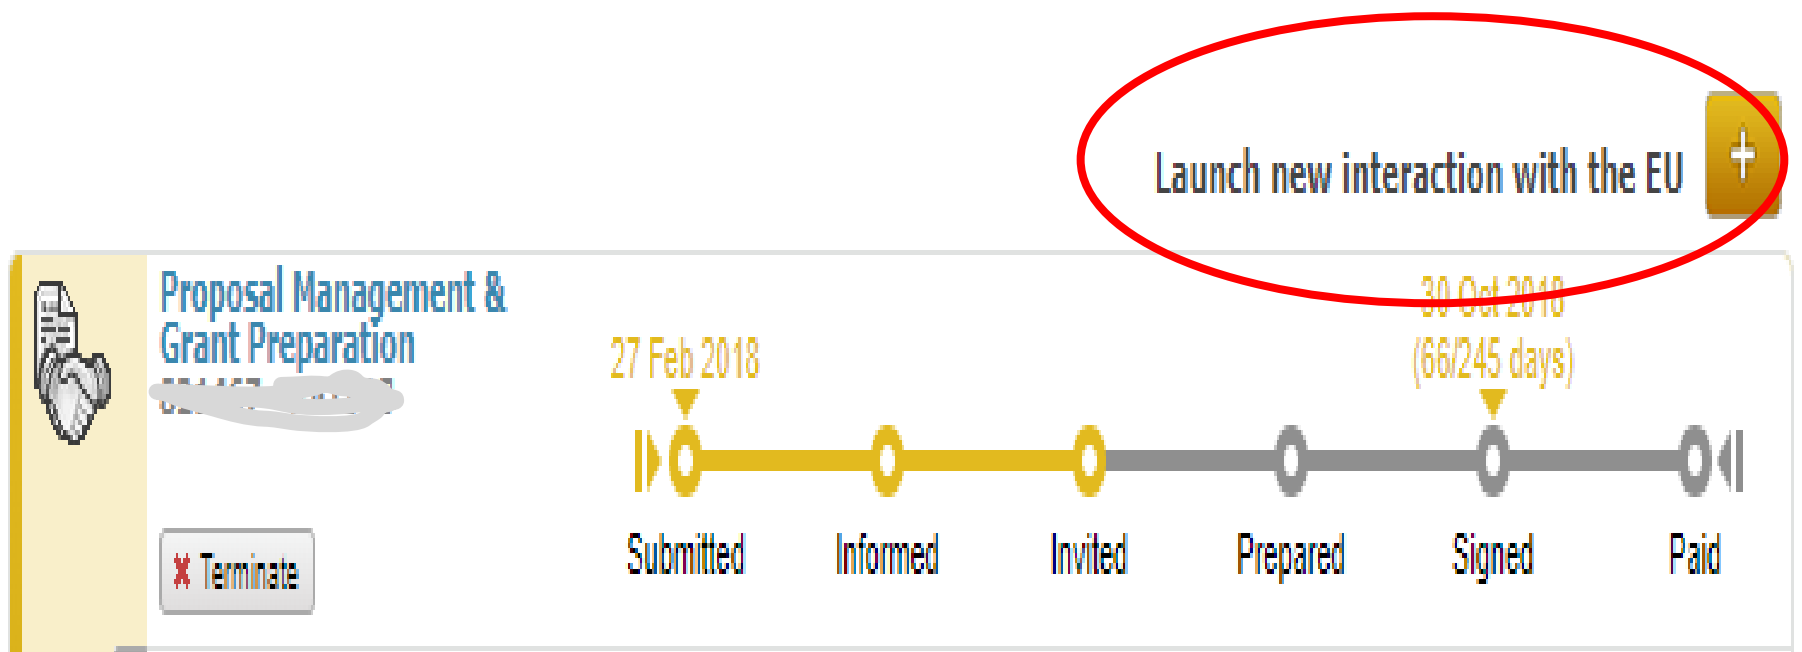 Launch new interaction with the EU
Proposal Management &
Grant Preparation
27 Feb 2018
30 Oct 2018
(66/245 days)
Submitted
Informed
Invited
Prepared
Signed
Paid
Terminate